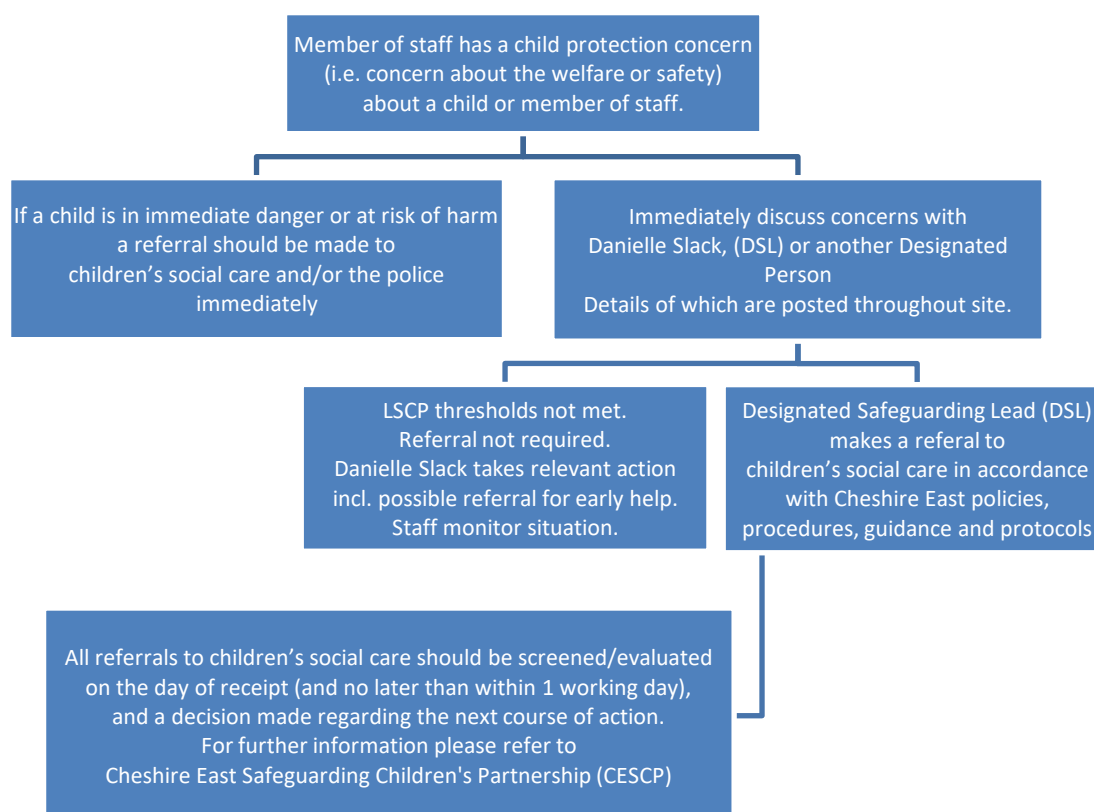 Member of staff has a child protection concern
(i.e. concern about the welfare or safety)
about a child or member of staff.
If a child is in immediate danger or at risk of harm
a referral should be made to
children’s social care and/or the police
immediately
Immediately discuss concerns with
Danielle Slack, (DSL) or another Designated
Person
Details of which are posted throughout site.
LSCP thresholds not met.
Referral not required.
Danielle Slack takes relevant action
incl. possible referral for early help.
Staff monitor situation.
Designated Safeguarding Lead (DSL)
makes a referal to
children’s social care in accordance
with Cheshire East policies,
procedures, guidance and protocols
All referrals to children’s social care should be screened/evaluated
on the day of receipt (and no later than within 1 working day),
and a decision made regarding the next course of action.
For further information please refer to
Cheshire East Safeguarding Children's Partnership (CESCP)